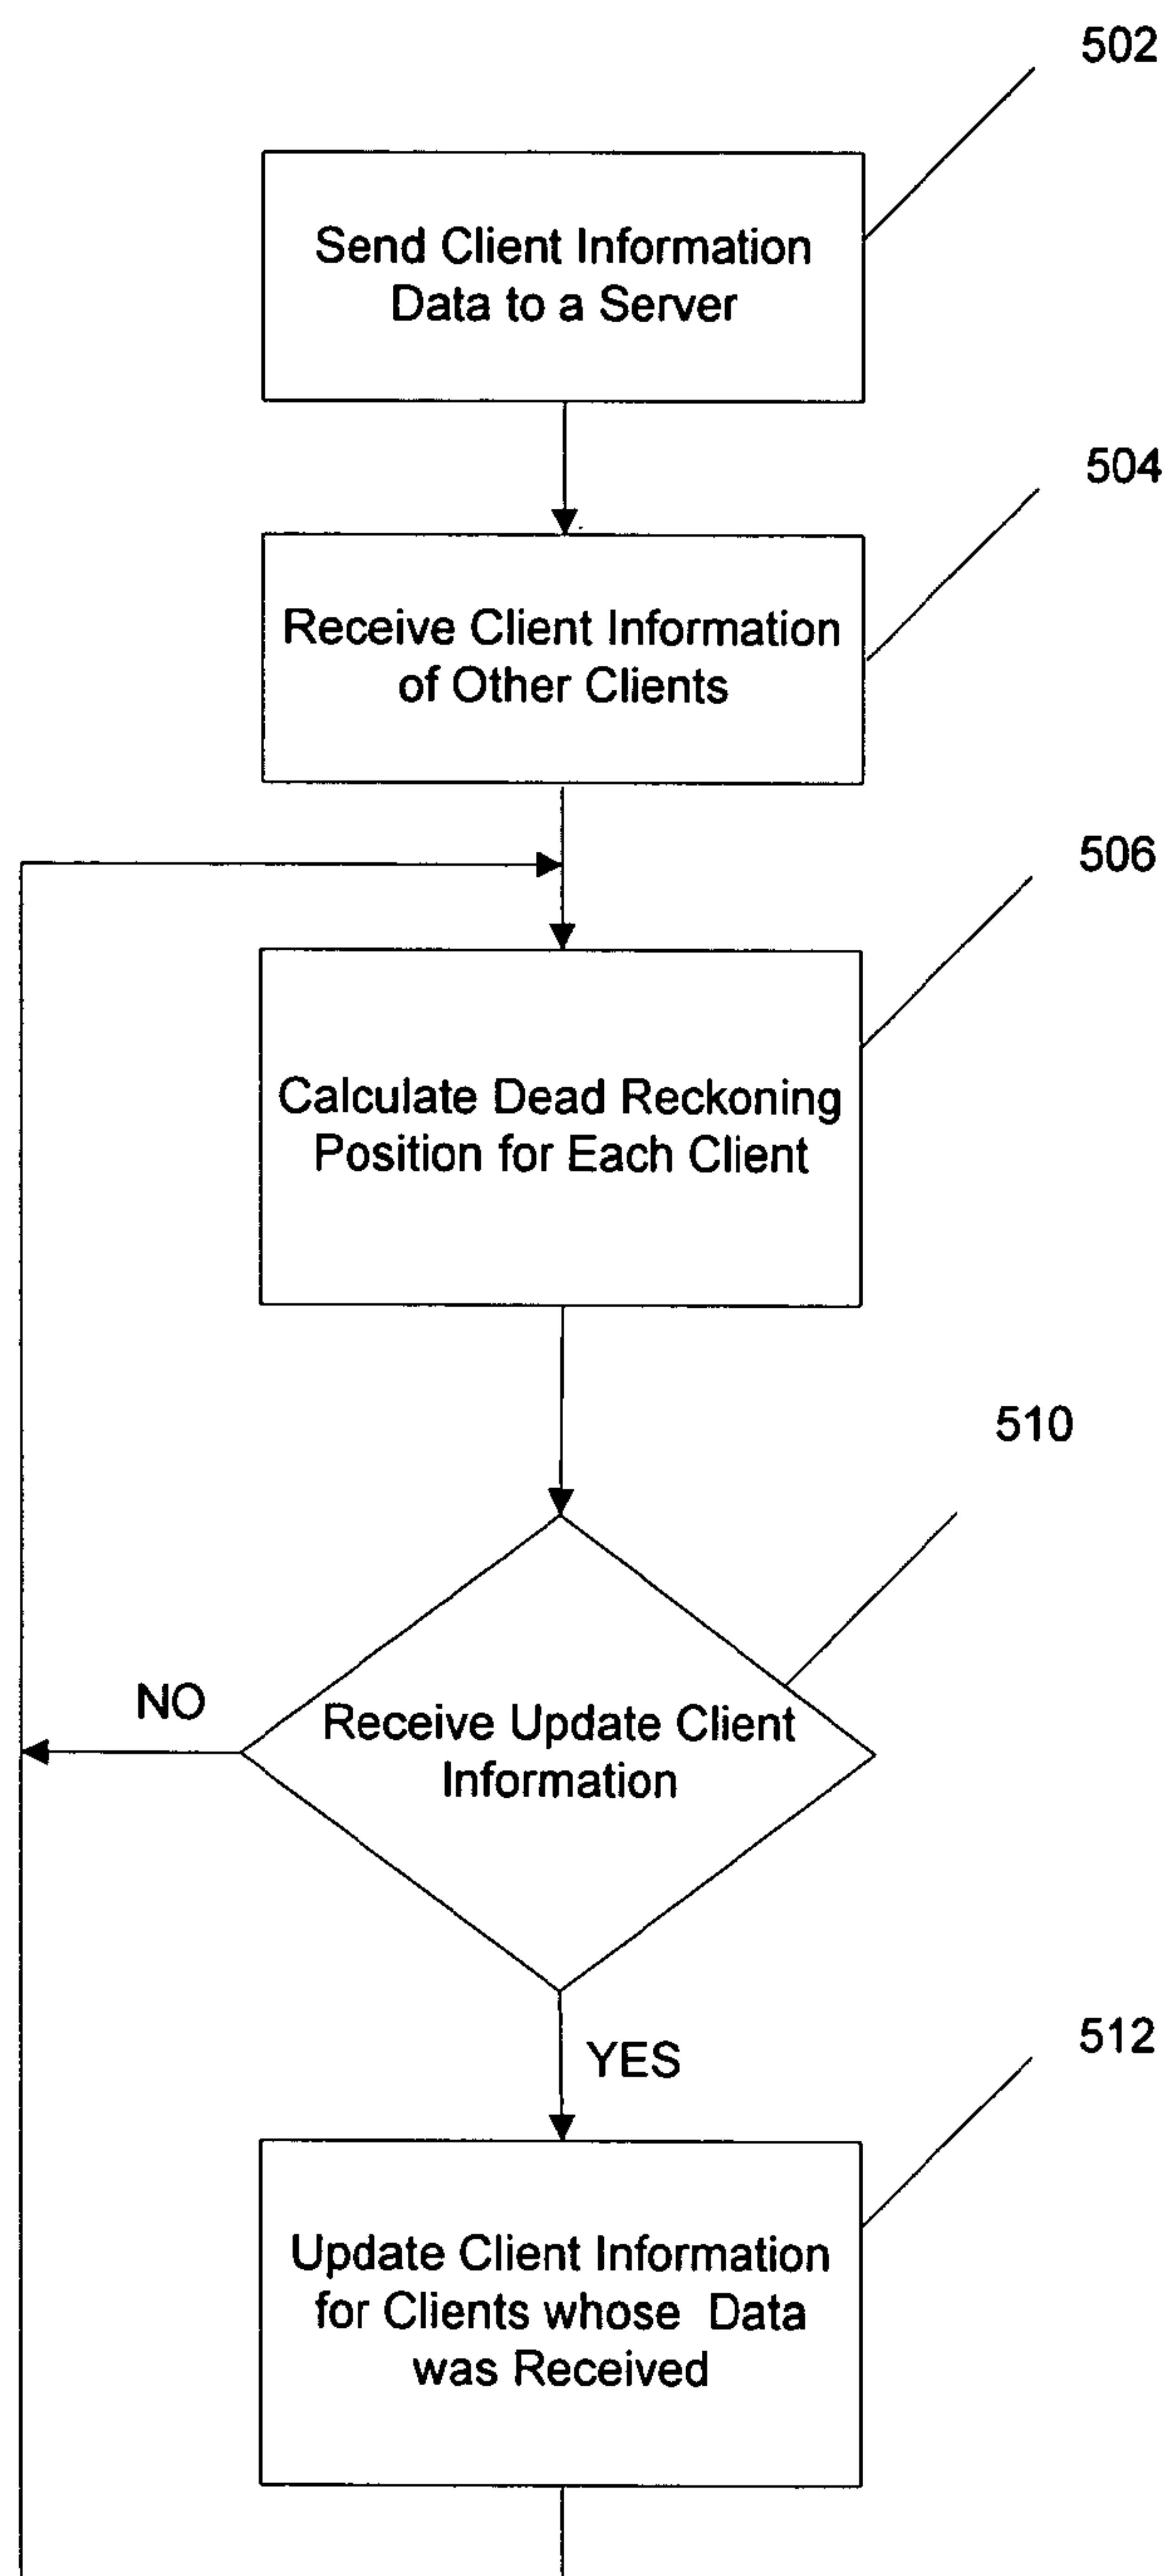 502
Send Client Information
Data to a Server
504
Receive Client Information
of Other Clients
506
Calculate Dead Reckoning
Position for Each Client
510
NO
Receive Update Client
Information
YES
512
Update Client Information
for Clients whose Data
was Received